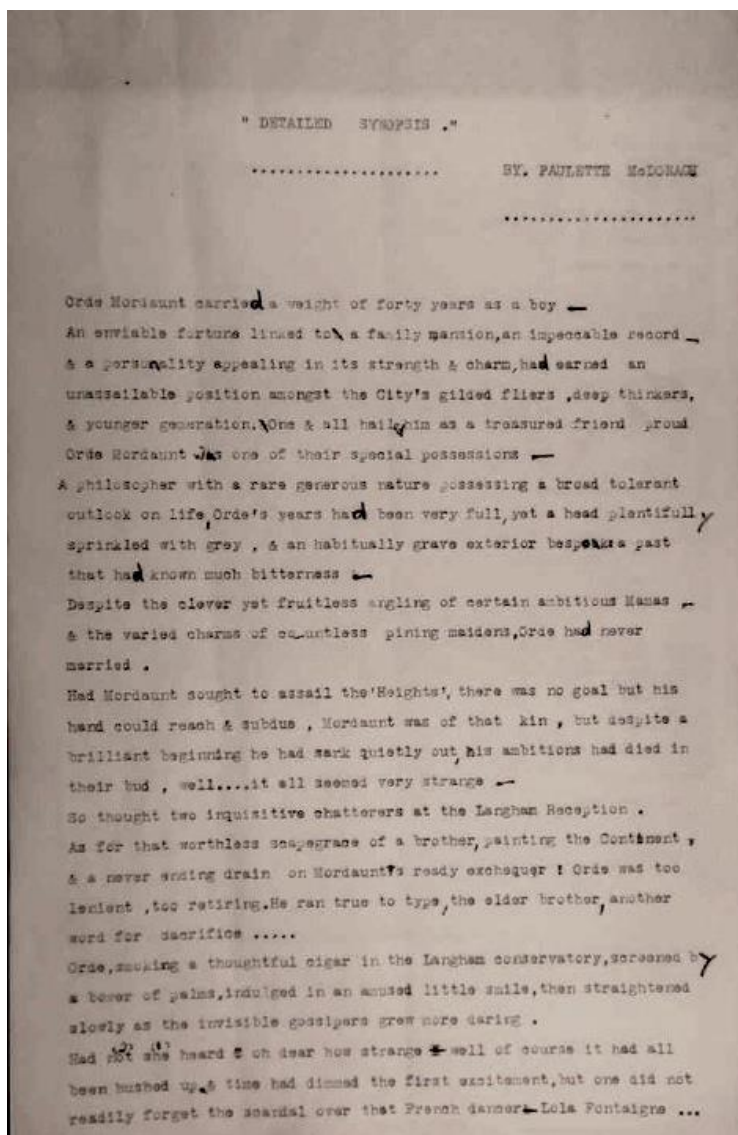 " DETAILED SYNOPSIS ."
.....................
BY. PAULETTE McDONAGH
......................
Orde Mordaunt carried a weight of forty years as a boy -
An enviable fortune linked to a family mansion,an impeccable record -
& a personality appealing in its strength & charm,had earned an
unassailable position amongst the City's gilded fliers ,deep thinkers,
& younger generation. One & all hail him as a treasured friend proud
Orde Mordaunt was one of their special possessions -
A philosopher with a rare generous nature possessing a broad tolerant
outlook on life,Orde's years had been very full,yet a head plentifully
sprinkled with grey , & an habitually grave exterior bespeaks a past
that had known much bitterness -
Despite the clever yet fruitless angling of certain ambitious Mamas -
& the varied charms of countless pining maidens,Orde had never
married .
Had Mordaunt sought to assail the'Heights', there was no goal but his
hand could reach & subdue , Mordaunt was of that kin , but despite a
brilliant beginning he had sank quietly out, his ambitions had died in
their bud , well....it all seemed very strange -
So thought two inquisitive chatterers at the Langham Reception .
As for that worthless scapegrace of a brother,painting the Continent ,
& a never ending drain on Mordaunt's ready exchequer ! Orde was too
lenient ,too retiring.He ran true to type,the elder brother,another
word for sacrifice .....
Orde,smoking a thoughtful cigar in the Langham conservatory,screened by
a bower of palms,indulged in an amused little smile,then straightened
slowly as the invisible gossipers grew more daring .
Had not she heard ? oh dear how strange - well of course it had all
been hushed up & time had dimmed the first excitement,but one did not
readily forget the scandal over that French dancer- Lola Fontaigne ...